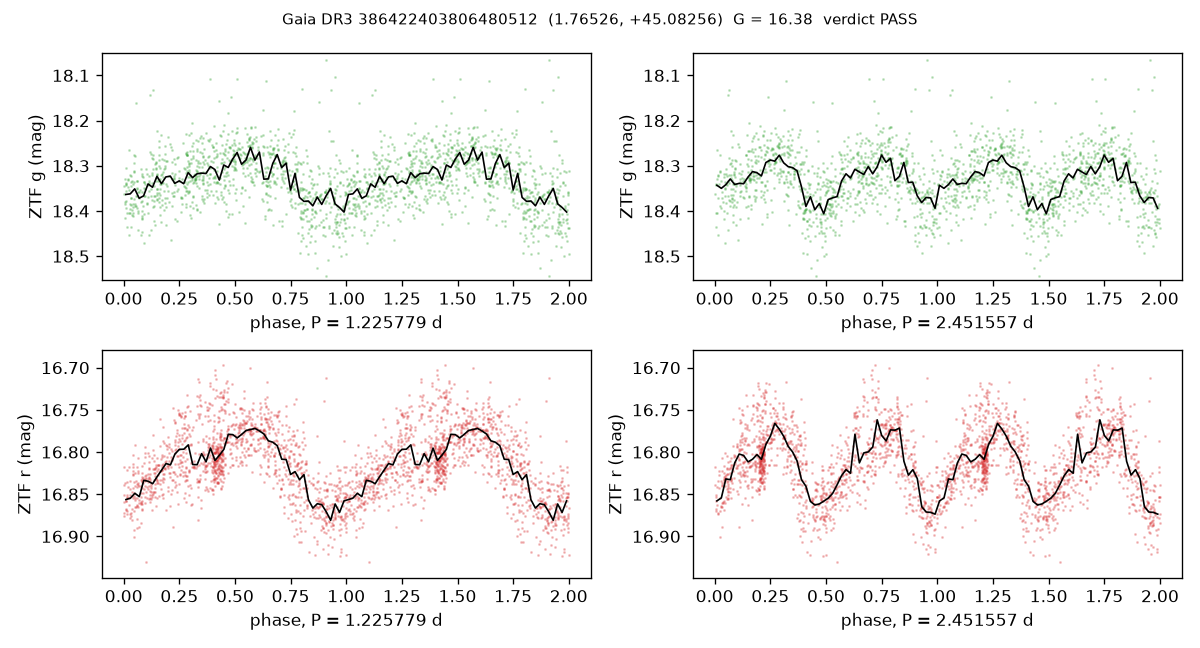 Gaia DR3 386422403806480512  (1.76526, +45.08256)  G = 16.38  verdict PASS
ZTF g (mag)
18.1
18.2
18.3
18.4
18.5
0.00 0.25 0.50 0.75 1.00 1.25 1.50 1.75 2.00
phase, P = 1.225779 d
ZTF g (mag)
18.1
18.2
18.3
18.4
18.5
0.00 0.25 0.50 0.75 1.00 1.25 1.50 1.75 2.00
phase, P = 2.451557 d
ZTF r (mag)
16.70
16.75
16.80
16.85
16.90
0.00 0.25 0.50 0.75 1.00 1.25 1.50 1.75 2.00
phase, P = 1.225779 d
ZTF r (mag)
16.70
16.75
16.80
16.85
16.90
0.00 0.25 0.50 0.75 1.00 1.25 1.50 1.75 2.00
phase, P = 2.451557 d